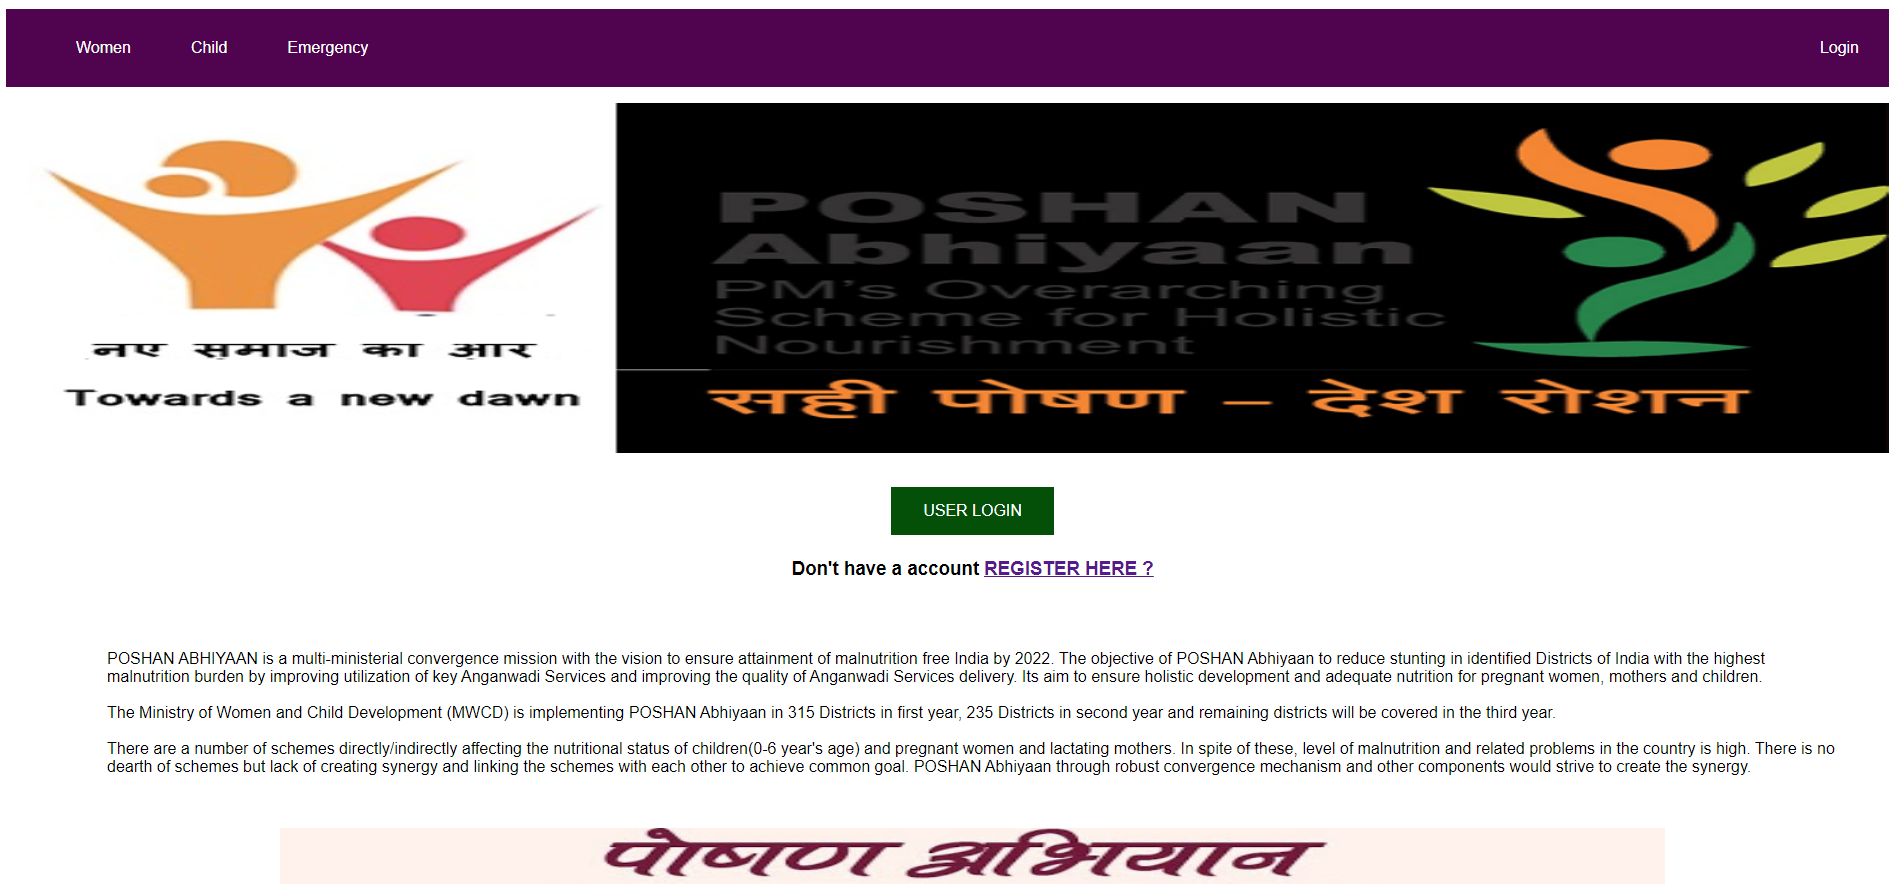 Women Child Emergency Login
POSHAN
Abhiyaan
PM's Overarching
Scheme for Holistic
Nourishment
नए समाज की ओर
Towards a new dawn
सही पोषण – देश रोशन
USER LOGIN
Don't have a account REGISTER HERE ?
POSHAN ABHIYAAN is a multi-ministerial convergence mission with the vision to ensure attainment of malnutrition free India by 2022. The objective of POSHAN Abhiyaan to reduce stunting in identified Districts of India with the highest
malnutrition burden by improving utilization of key Anganwadi Services and improving the quality of Anganwadi Services delivery. Its aim to ensure holistic development and adequate nutrition for pregnant women, mothers and children.
The Ministry of Women and Child Development (MWCD) is implementing POSHAN Abhiyaan in 315 Districts in first year, 235 Districts in second year and remaining districts will be covered in the third year.
There are a number of schemes directly/indirectly affecting the nutritional status of children(0-6 year's age) and pregnant women and lactating mothers. In spite of these, level of malnutrition and related problems in the country is high. There is no
dearth of schemes but lack of creating synergy and linking the schemes with each other to achieve common goal. POSHAN Abhiyaan through robust convergence mechanism and other components would strive to create the synergy.
पोषण अभियान